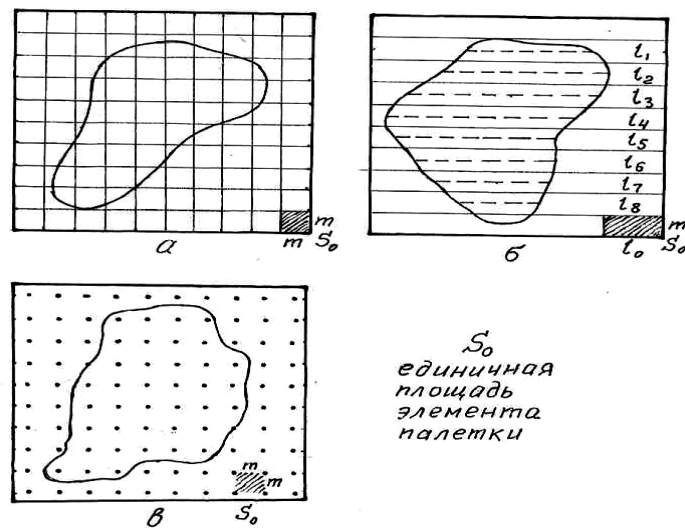 m
m S₀
а
l₁
l₂
l₃
l₄
l₅
l₆
l₇
l₈
m
l₀ S₀
б
m
m
S₀
в
S₀
единичная
площадь
элемента
палетки